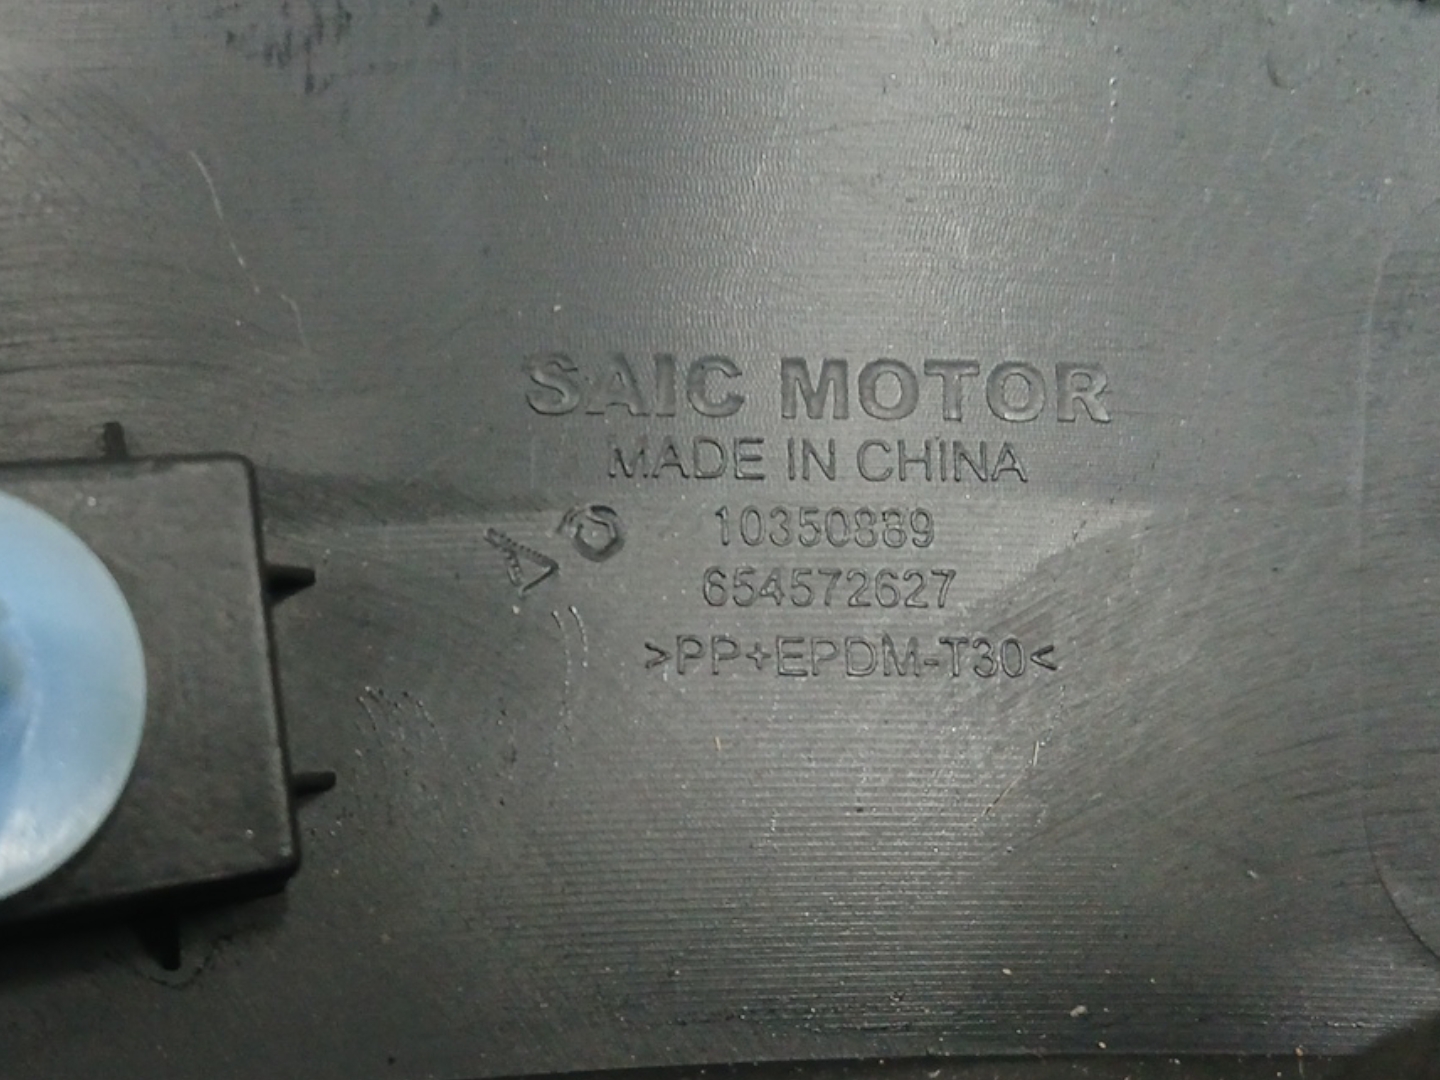 SAIC MOTOR
MADE IN CHINA
10350889
654572627
>PP+EPDM-T30<